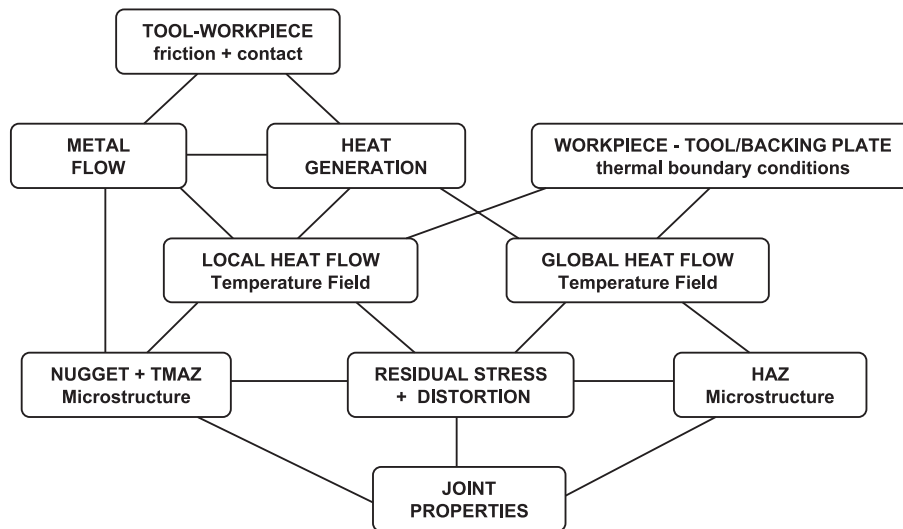 TOOL-WORKPIECE
friction + contact
METAL
FLOW
HEAT
GENERATION
WORKPIECE - TOOL/BACKING PLATE
thermal boundary conditions
LOCAL HEAT FLOW
Temperature Field
GLOBAL HEAT FLOW
Temperature Field
NUGGET + TMAZ
Microstructure
RESIDUAL STRESS
+ DISTORTION
HAZ
Microstructure
JOINT
PROPERTIES